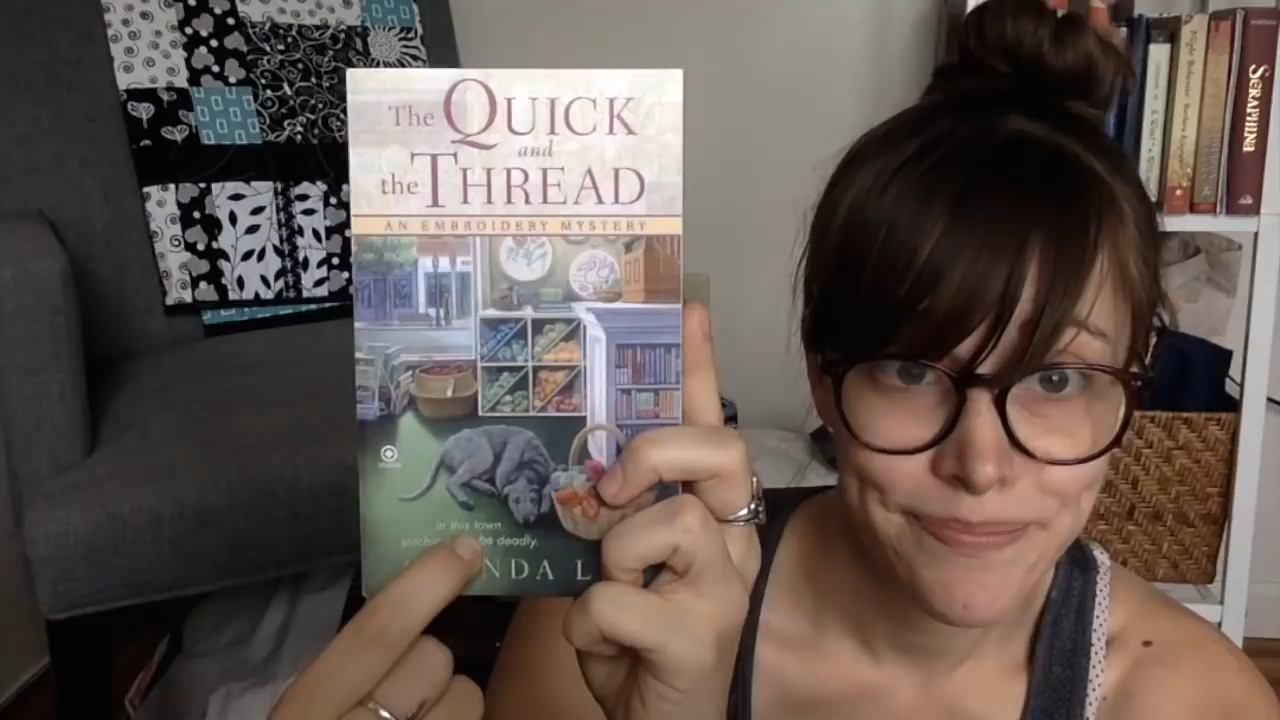 The QUICK
and
the THREAD
AN EMBROIDERY MYSTERY
In this town
be deadly.
NDA L
SERAPHINA